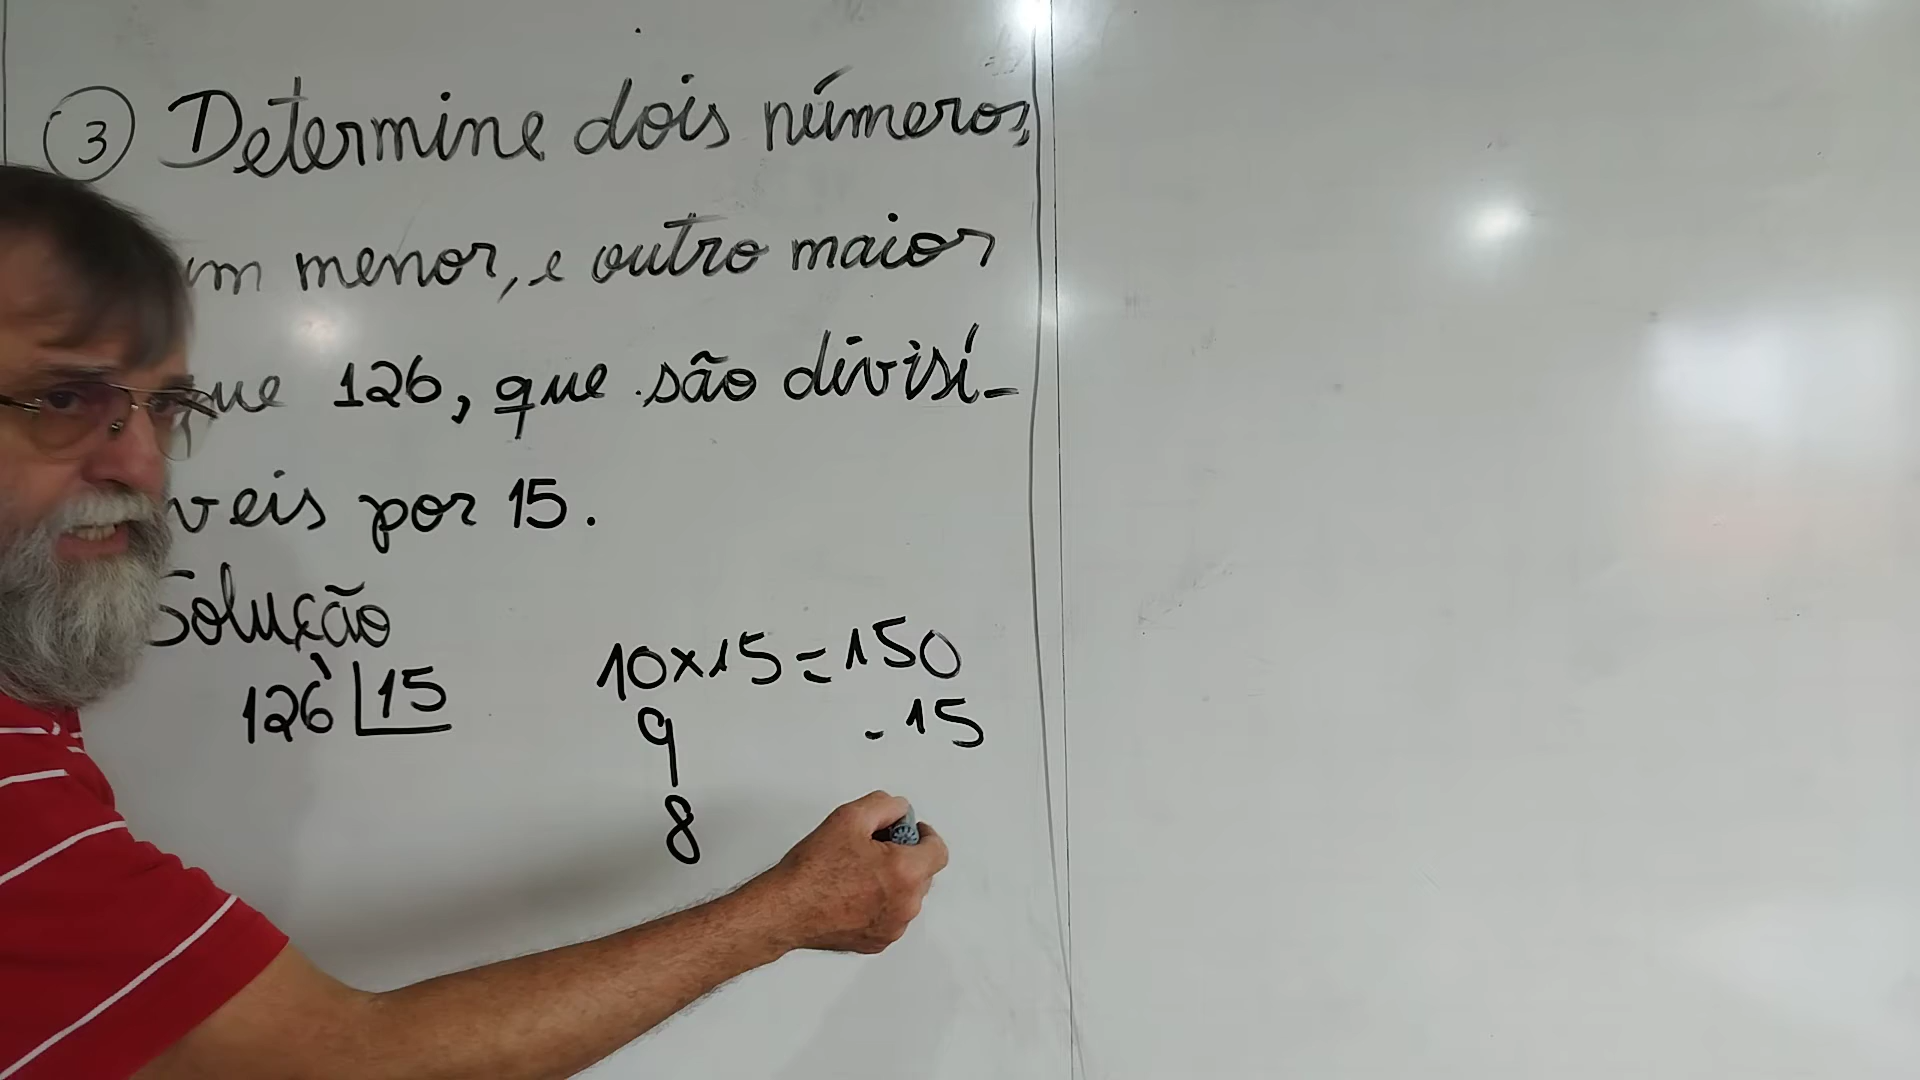 3 Determine dois números,
um menor, e outro maior
que 126, que são divisí-
veis por 15.
Solução
126 15 10×15=150
9 - 15
8